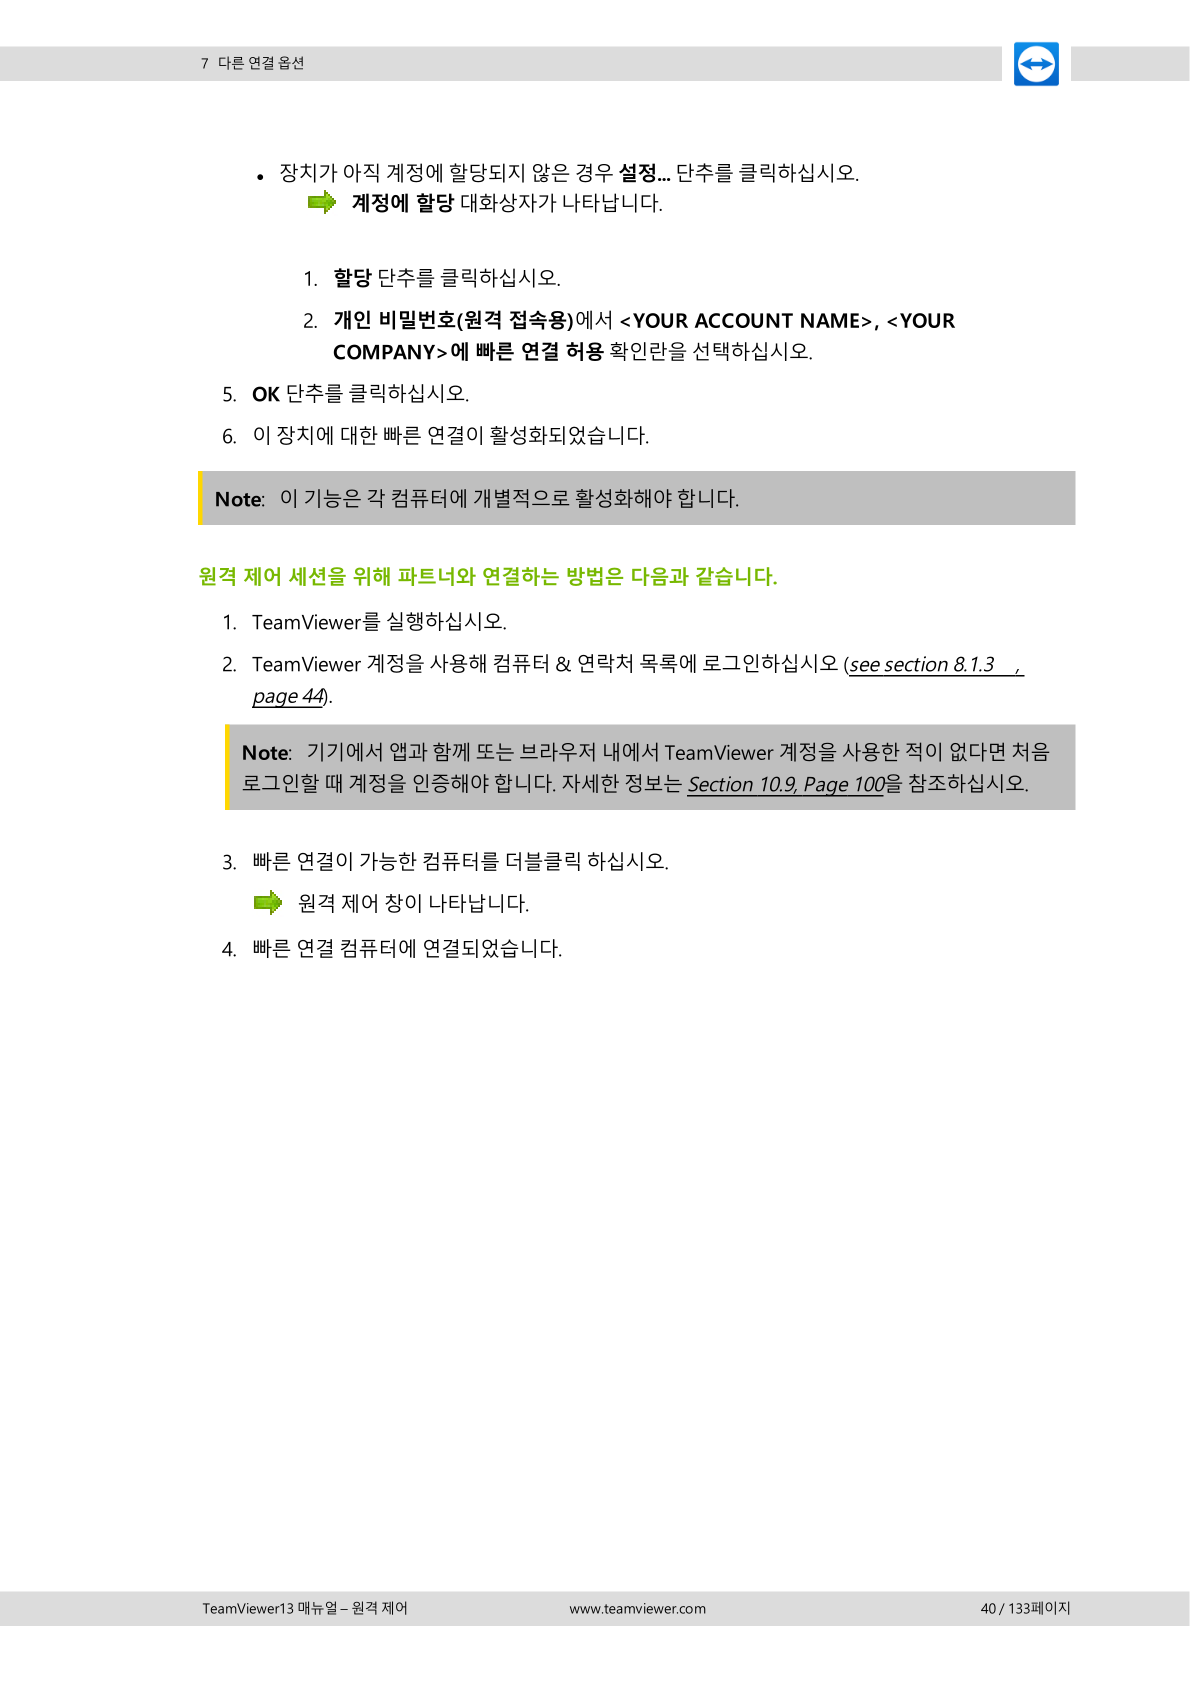 7 다른 연결 옵션
• 장치가 아직 계정에 할당되지 않은 경우 설정... 단추를 클릭하십시오.
계정에 할당 대화상자가 나타납니다.
1. 할당 단추를 클릭하십시오.
2. 개인 비밀번호(원격 접속용)에서 <YOUR ACCOUNT NAME>, <YOUR
COMPANY>에 빠른 연결 허용 확인란을 선택하십시오.
5. OK 단추를 클릭하십시오.
6. 이 장치에 대한 빠른 연결이 활성화되었습니다.
Note: 이 기능은 각 컴퓨터에 개별적으로 활성화해야 합니다.
원격 제어 세션을 위해 파트너와 연결하는 방법은 다음과 같습니다.
1. TeamViewer를 실행하십시오.
2. TeamViewer 계정을 사용해 컴퓨터 & 연락처 목록에 로그인하십시오 (see section 8.1.3 ,
page 44).
Note: 기기에서 앱과 함께 또는 브라우저 내에서 TeamViewer 계정을 사용한 적이 없다면 처음
로그인할 때 계정을 인증해야 합니다. 자세한 정보는 Section 10.9, Page 100을 참조하십시오.
3. 빠른 연결이 가능한 컴퓨터를 더블클릭 하십시오.
원격 제어 창이 나타납니다.
4. 빠른 연결 컴퓨터에 연결되었습니다.
TeamViewer13 매뉴얼 – 원격 제어 www.teamviewer.com 40 / 133페이지